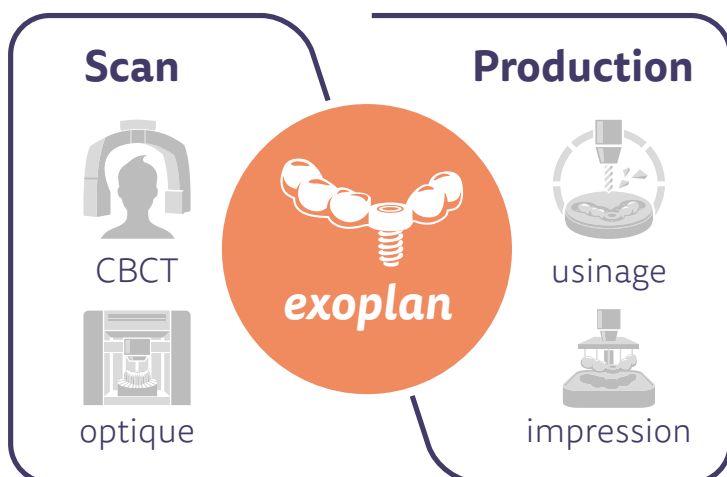 Scan
CBCT
optique
exoplan
Production
usinage
impression